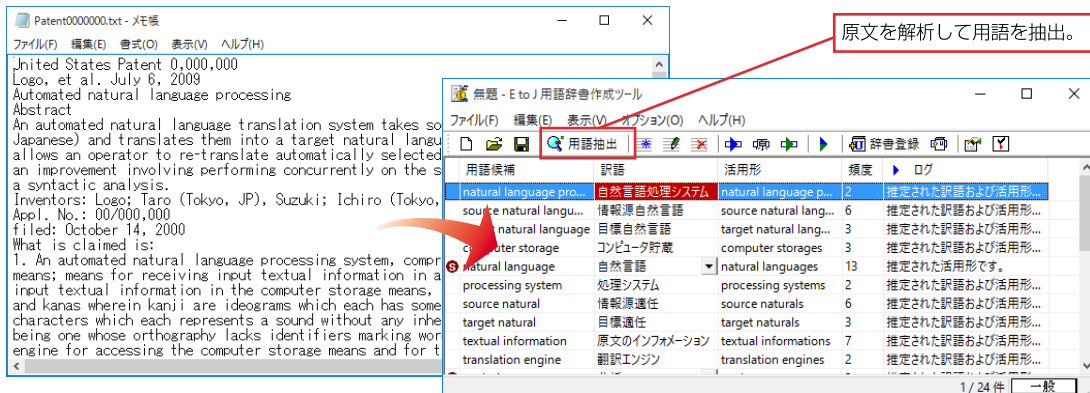 Patent0000000.txt - メモ帳
ファイル(F) 編集(E) 書式(O) 表示(V) ヘルプ(H)
United States Patent 0,000,000
Logo, et al. July 6, 2009
Automated natural language processing
Abstract
An automated natural language translation system takes so
Japanese) and translates them into a target natural langu
allows an operator to re-translate automatically selected
an improvement involving performing concurrently on the s
a syntactic analysis.
Inventors: Logo; Taro (Tokyo, JP), Suzuki; Ichiro (Tokyo,
Appl. No.: 00/000,000
filed: October 14, 2000
What is claimed is:
1. An automated natural language processing system, compr
means; means for receiving input textual information in a
input textual information in the computer storage means,
and kanas wherein kanji are ideograms which each has some
characters which each represents a sound without any inhe
being one whose orthography lacks identifiers marking wor
engine for accessing the computer storage means and for t
原文を解析して用語を抽出。
無題 - E to J 用語辞書作成ツール
ファイル(F) 編集(E) 表示(V) オプション(O) ヘルプ(H)
用語抽出 辞書登録
用語候補 訳語 活用形 頻度 ログ
natural language pro... 自然言語処理システム natural language p... 2 推定された訳語および活用形...
source natural langu... 情報源自然言語 source natural lang... 6 推定された訳語および活用形...
natural language 目標自然言語 target natural lang... 3 推定された訳語および活用形...
computer storage コンピュータ貯蔵 computer storages 3 推定された訳語および活用形...
natural language 自然言語 natural languages 13 推定された活用形です。
processing system 処理システム processing systems 2 推定された訳語および活用形...
source natural 情報源適任 source naturals 6 推定された訳語および活用形...
target natural 目標適任 target naturals 3 推定された訳語および活用形...
textual information 原文のインフォメーション textual informations 7 推定された訳語および活用形...
translation engine 翻訳エンジン translation engines 2 推定された訳語および活用形...
1 / 24 件 一般